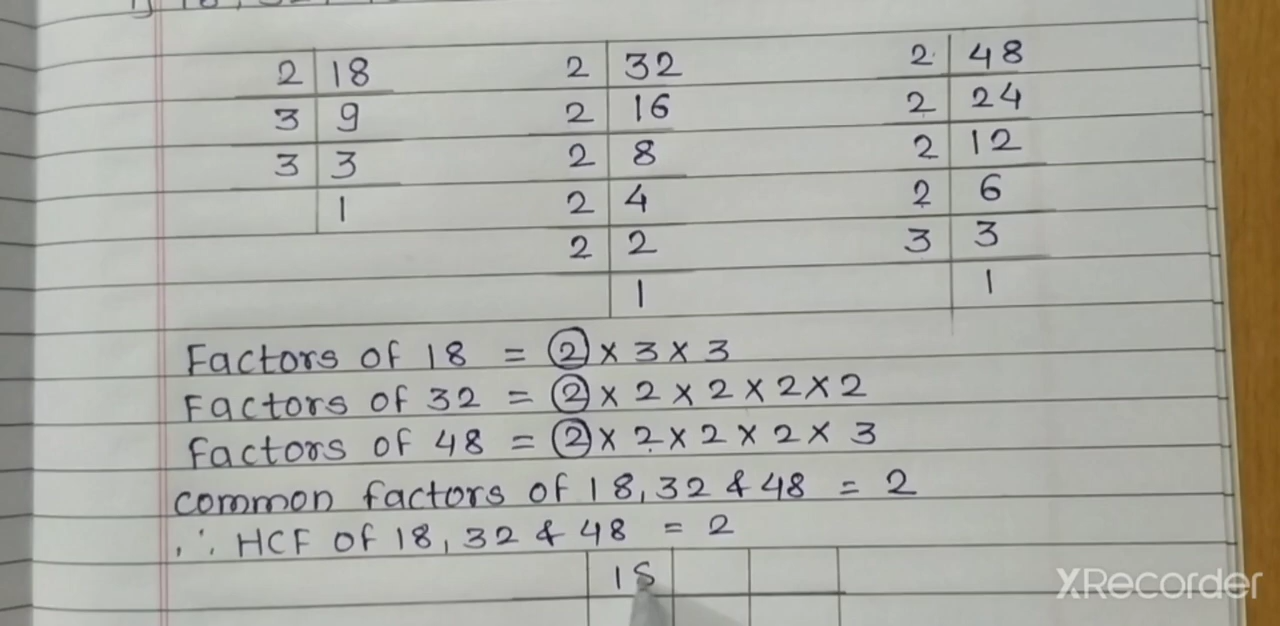 2 18 2 32 2 48
3 9 2 16 2 24
3 3 2 8 2 12
1 2 4 2 6
2 2 3 3
1 1
Factors of 18 = 2 × 3 × 3
Factors of 32 = 2 × 2 × 2 × 2 × 2
Factors of 48 = 2 × 2 × 2 × 2 × 3
common factors of 18, 32 & 48 = 2
∴ HCF of 18, 32 & 48 = 2
XRecorder